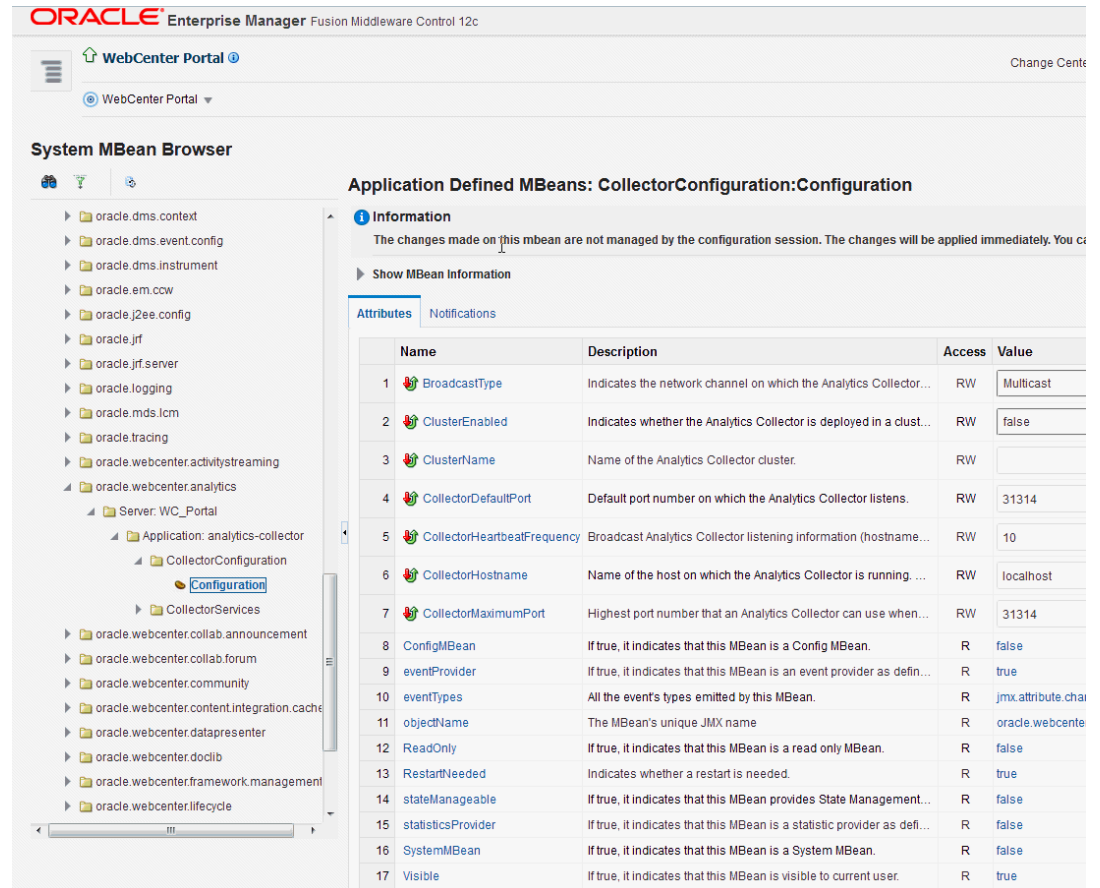 ORACLE Enterprise Manager Fusion Middleware Control 12c
WebCenter Portal
Change Cente
WebCenter Portal
System MBean Browser
oracle.dms.context
oracle.dms.event.config
oracle.dms.instrument
oracle.em.ccw
oracle.j2ee.config
oracle.jrf
oracle.jrf.server
oracle.logging
oracle.mds.lcm
oracle.tracing
oracle.webcenter.activitystreaming
oracle.webcenter.analytics
Server: WC_Portal
Application: analytics-collector
CollectorConfiguration
Configuration
CollectorServices
oracle.webcenter.collab.announcement
oracle.webcenter.collab.forum
oracle.webcenter.community
oracle.webcenter.content.integration.cache
oracle.webcenter.datapresenter
oracle.webcenter.doclib
oracle.webcenter.framework.management
oracle.webcenter.lifecycle
Application Defined MBeans: CollectorConfiguration:Configuration
Information
The changes made on this mbean are not managed by the configuration session. The changes will be applied immediately. You ca
Show MBean Information
Attributes Notifications
Name Description Access Value
1 BroadcastType Indicates the network channel on which the Analytics Collector... RW Multicast
2 ClusterEnabled Indicates whether the Analytics Collector is deployed in a clust... RW false
3 ClusterName Name of the Analytics Collector cluster. RW
4 CollectorDefaultPort Default port number on which the Analytics Collector listens. RW 31314
5 CollectorHeartbeatFrequency Broadcast Analytics Collector listening information (hostname... RW 10
6 CollectorHostname Name of the host on which the Analytics Collector is running. ... RW localhost
7 CollectorMaximumPort Highest port number that an Analytics Collector can use when... RW 31314
8 ConfigMBean If true, it indicates that this MBean is a Config MBean. R false
9 eventProvider If true, it indicates that this MBean is an event provider as defin... R true
10 eventTypes All the event's types emitted by this MBean. R jmx.attribute.char
11 objectName The MBean's unique JMX name R oracle.webcente
12 ReadOnly If true, it indicates that this MBean is a read only MBean. R false
13 RestartNeeded Indicates whether a restart is needed. R true
14 stateManageable If true, it indicates that this MBean provides State Management... R false
15 statisticsProvider If true, it indicates that this MBean is a statistic provider as defi... R false
16 SystemMBean If true, it indicates that this MBean is a System MBean. R false
17 Visible If true, it indicates that this MBean is visible to current user. R true